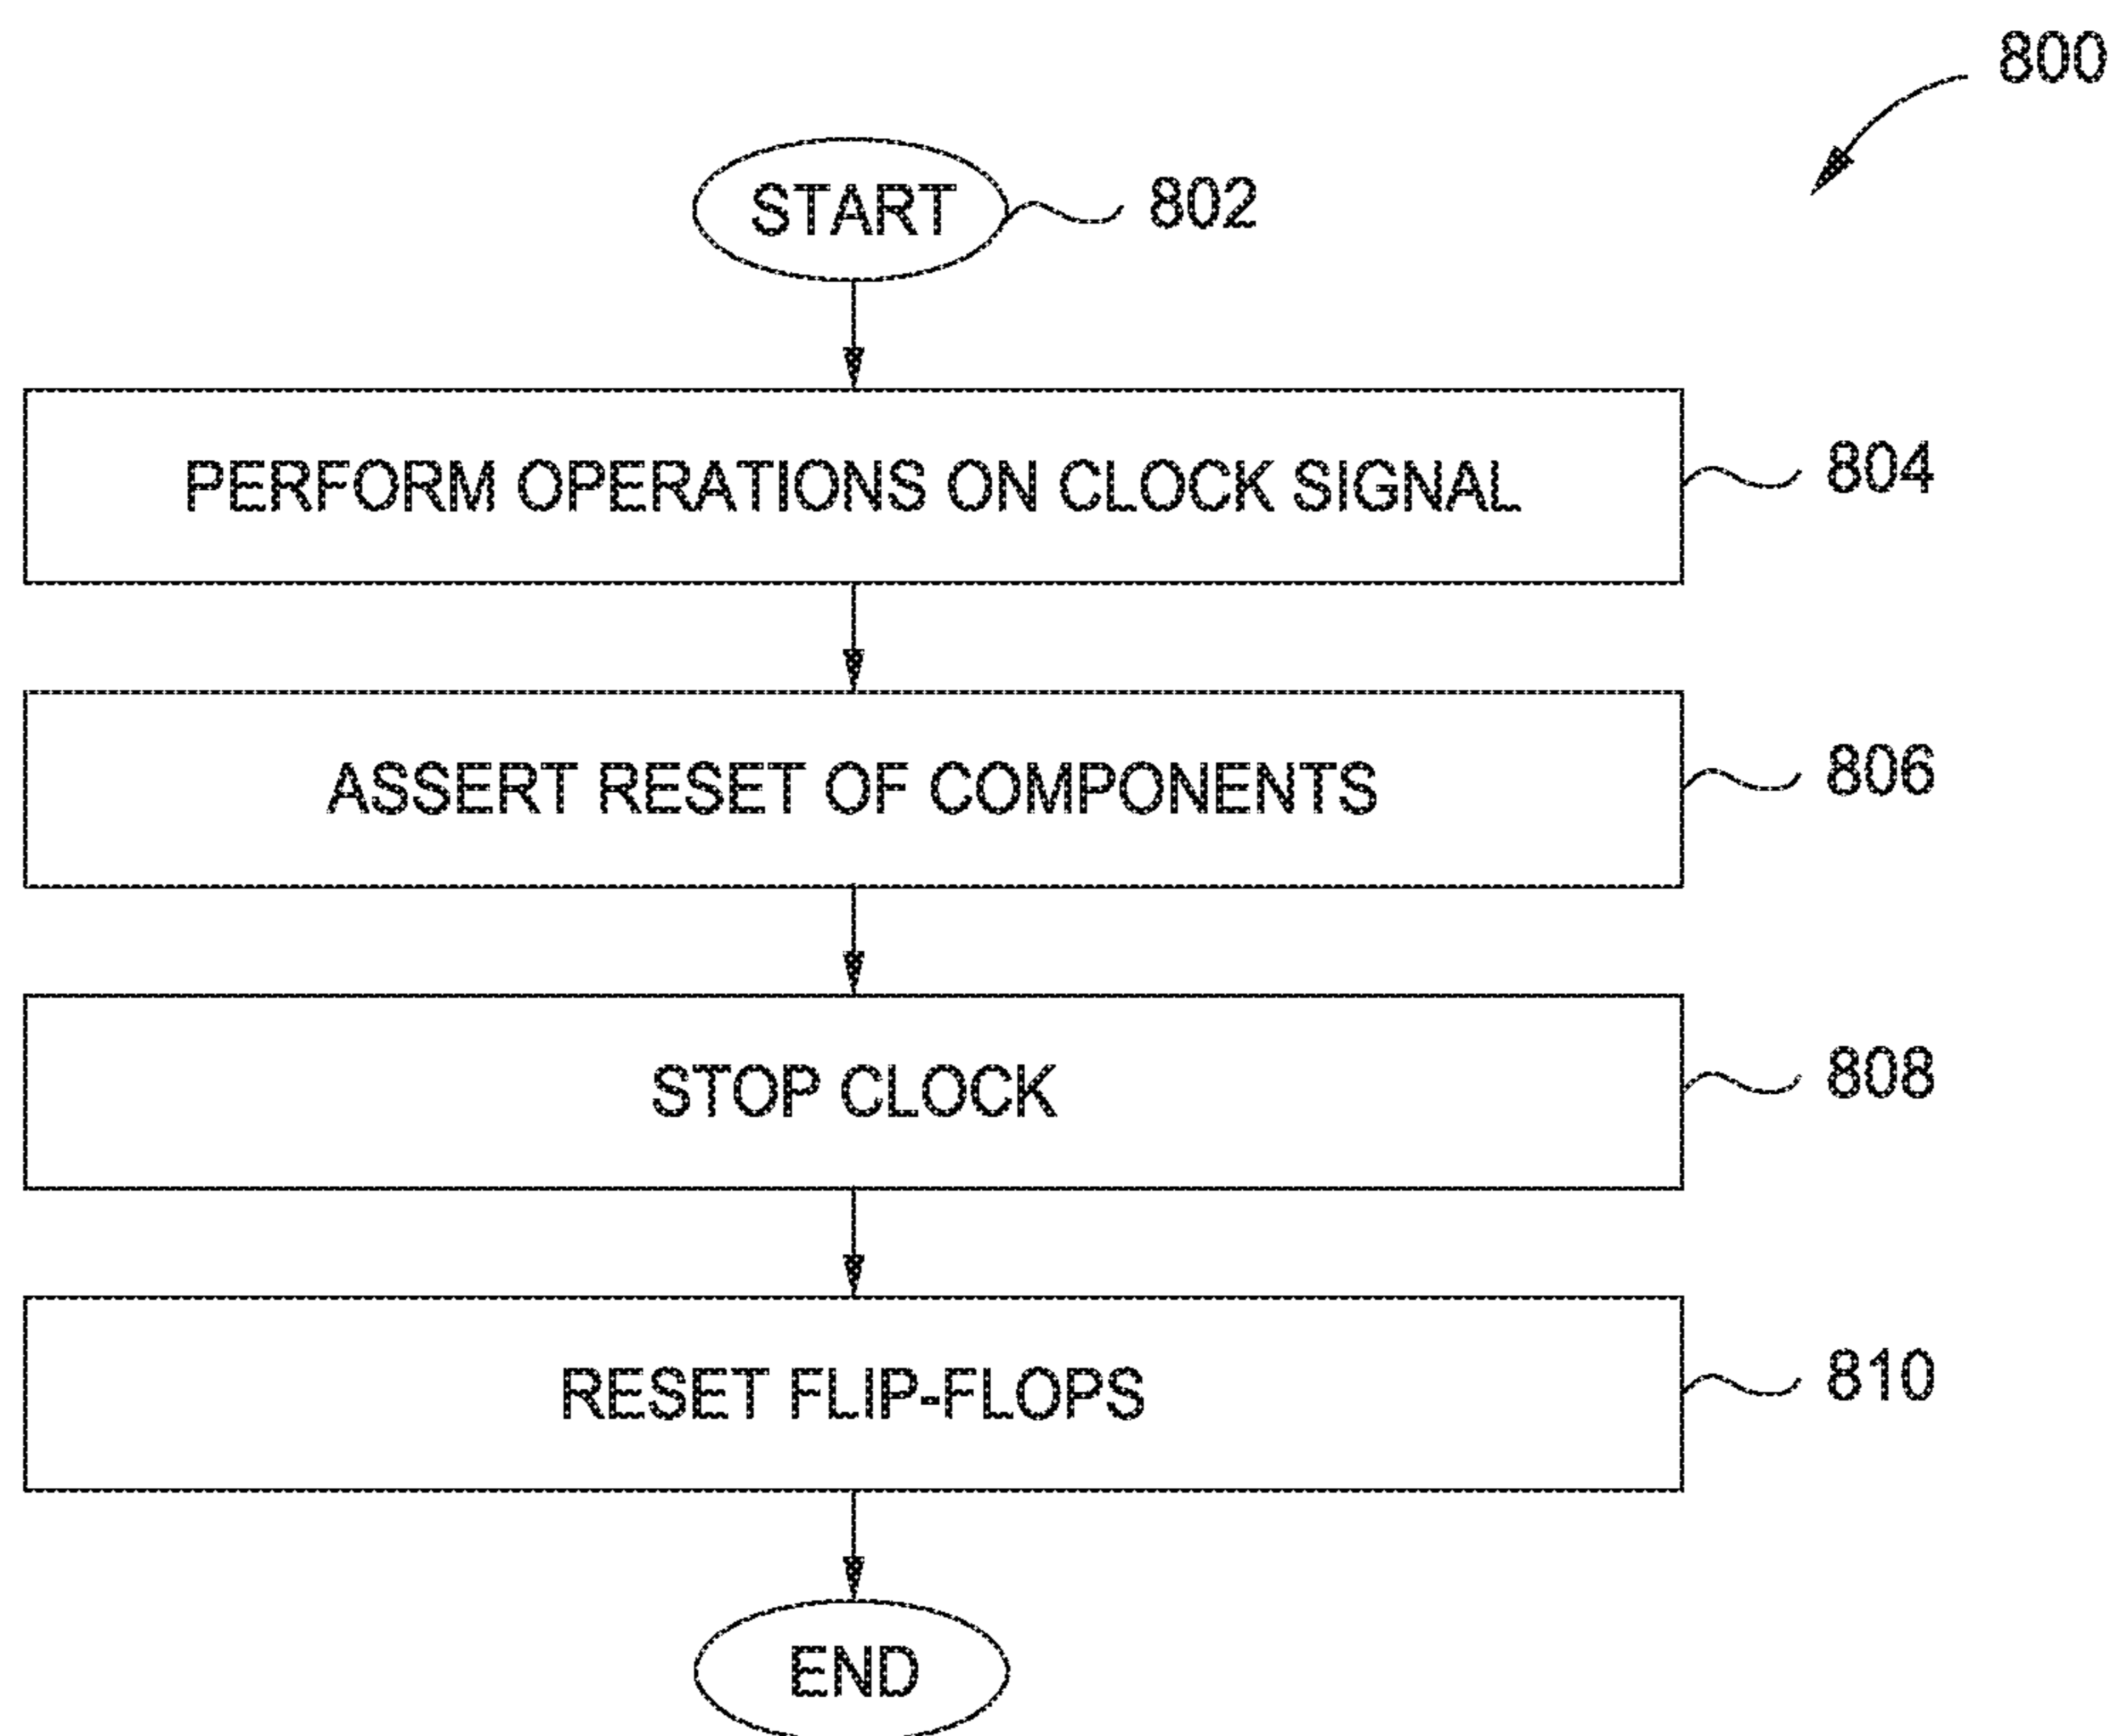 800
START
802
PERFORM OPERATIONS ON CLOCK SIGNAL
804
ASSERT RESET OF COMPONENTS
806
STOP CLOCK
808
RESET FLIP-FLOPS
810
END